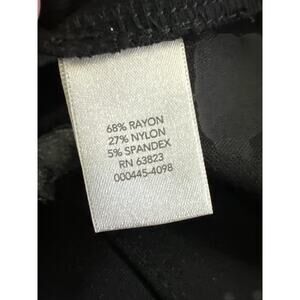 68% RAYON
27% NYLON
5% SPANDEX
RN 63823
000445-4098